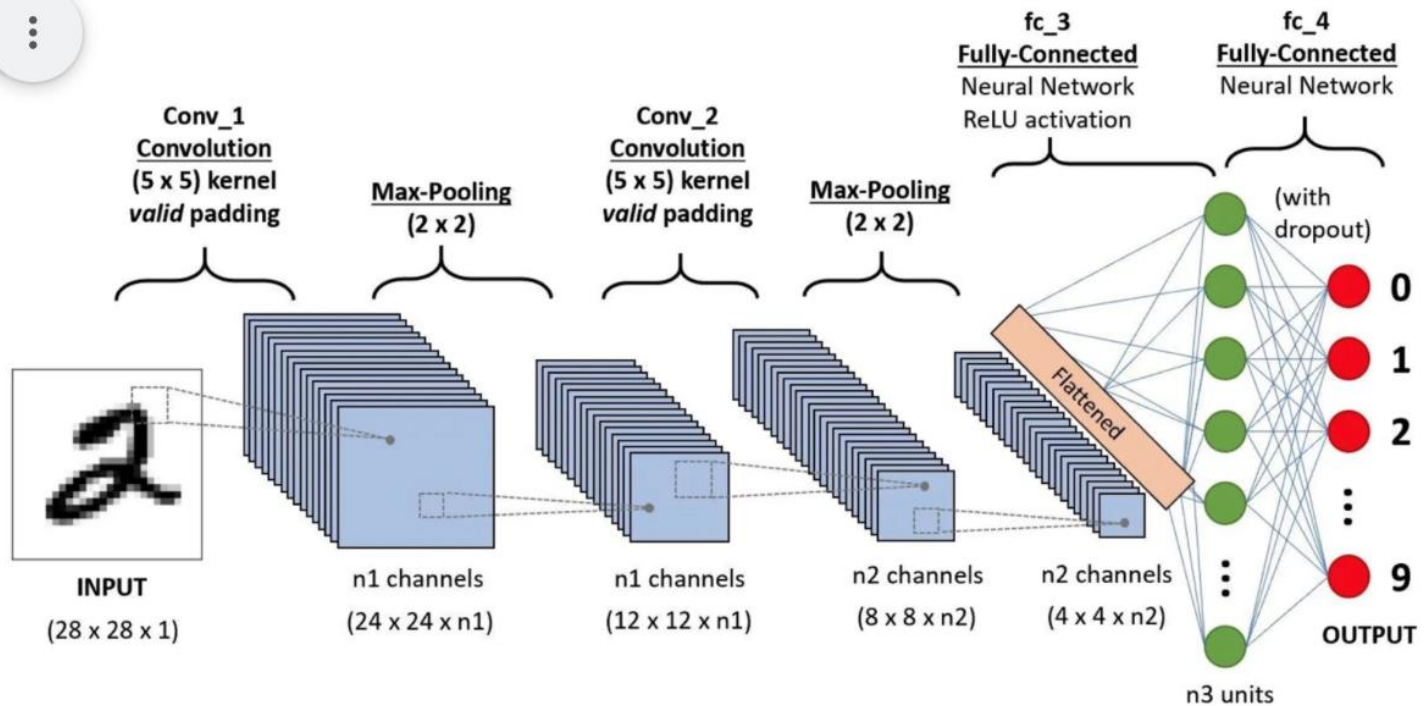 Conv_1
Convolution
(5 x 5) kernel
valid padding
Max-Pooling
(2 x 2)
Conv_2
Convolution
(5 x 5) kernel
valid padding
Max-Pooling
(2 x 2)
fc_3
Fully-Connected
Neural Network
ReLU activation
fc_4
Fully-Connected
Neural Network
(with
dropout)
2
Flattened
0
1
2
9
INPUT
(28 x 28 x 1)
n1 channels
(24 x 24 x n1)
n1 channels
(12 x 12 x n1)
n2 channels
(8 x 8 x n2)
n2 channels
(4 x 4 x n2)
n3 units
OUTPUT